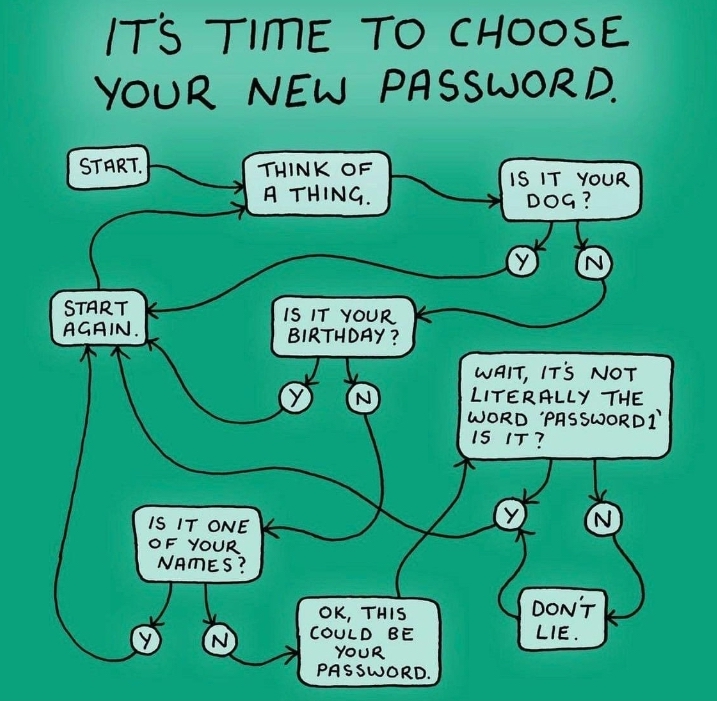 IT'S TIME TO CHOOSE
YOUR NEW PASSWORD.
START.
THINK OF
A THING.
IS IT YOUR
DOG?
Y
N
START
AGAIN.
IS IT YOUR
BIRTHDAY?
Y
N
WAIT, IT'S NOT
LITERALLY THE
WORD 'PASSWORD1'
IS IT?
Y
N
IS IT ONE
OF YOUR
NAMES?
Y
N
OK, THIS
COULD BE
YOUR
PASSWORD.
DON'T
LIE.